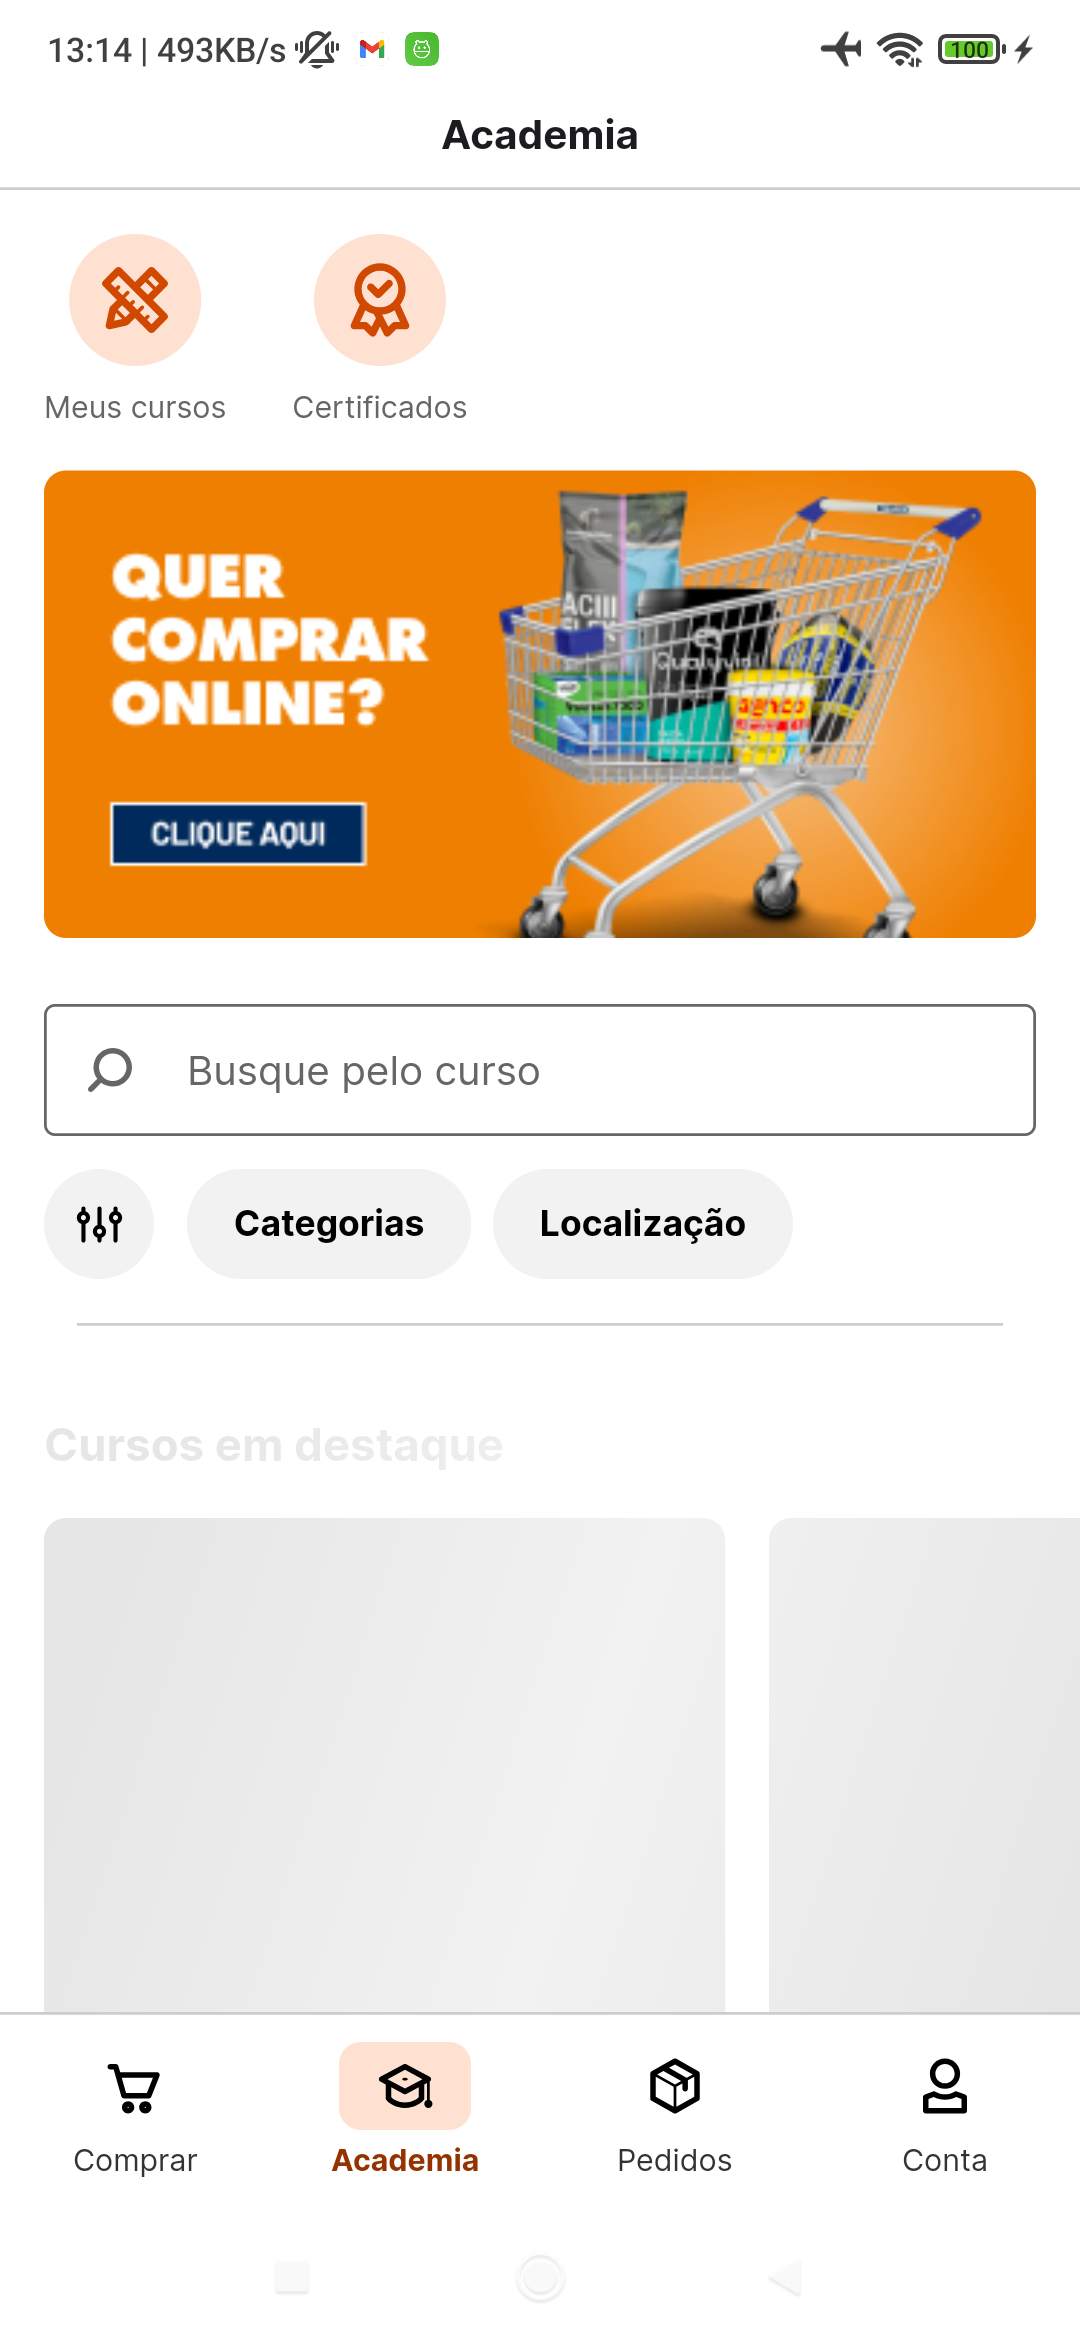 13:14 | 493KB/s
100
Academia
Meus cursos
Certificados
QUER
COMPRAR
ONLINE?
CLIQUE AQUI
ACIII
Busque pelo curso
Categorias
Localização
Cursos em destaque
Comprar
Academia
Pedidos
Conta